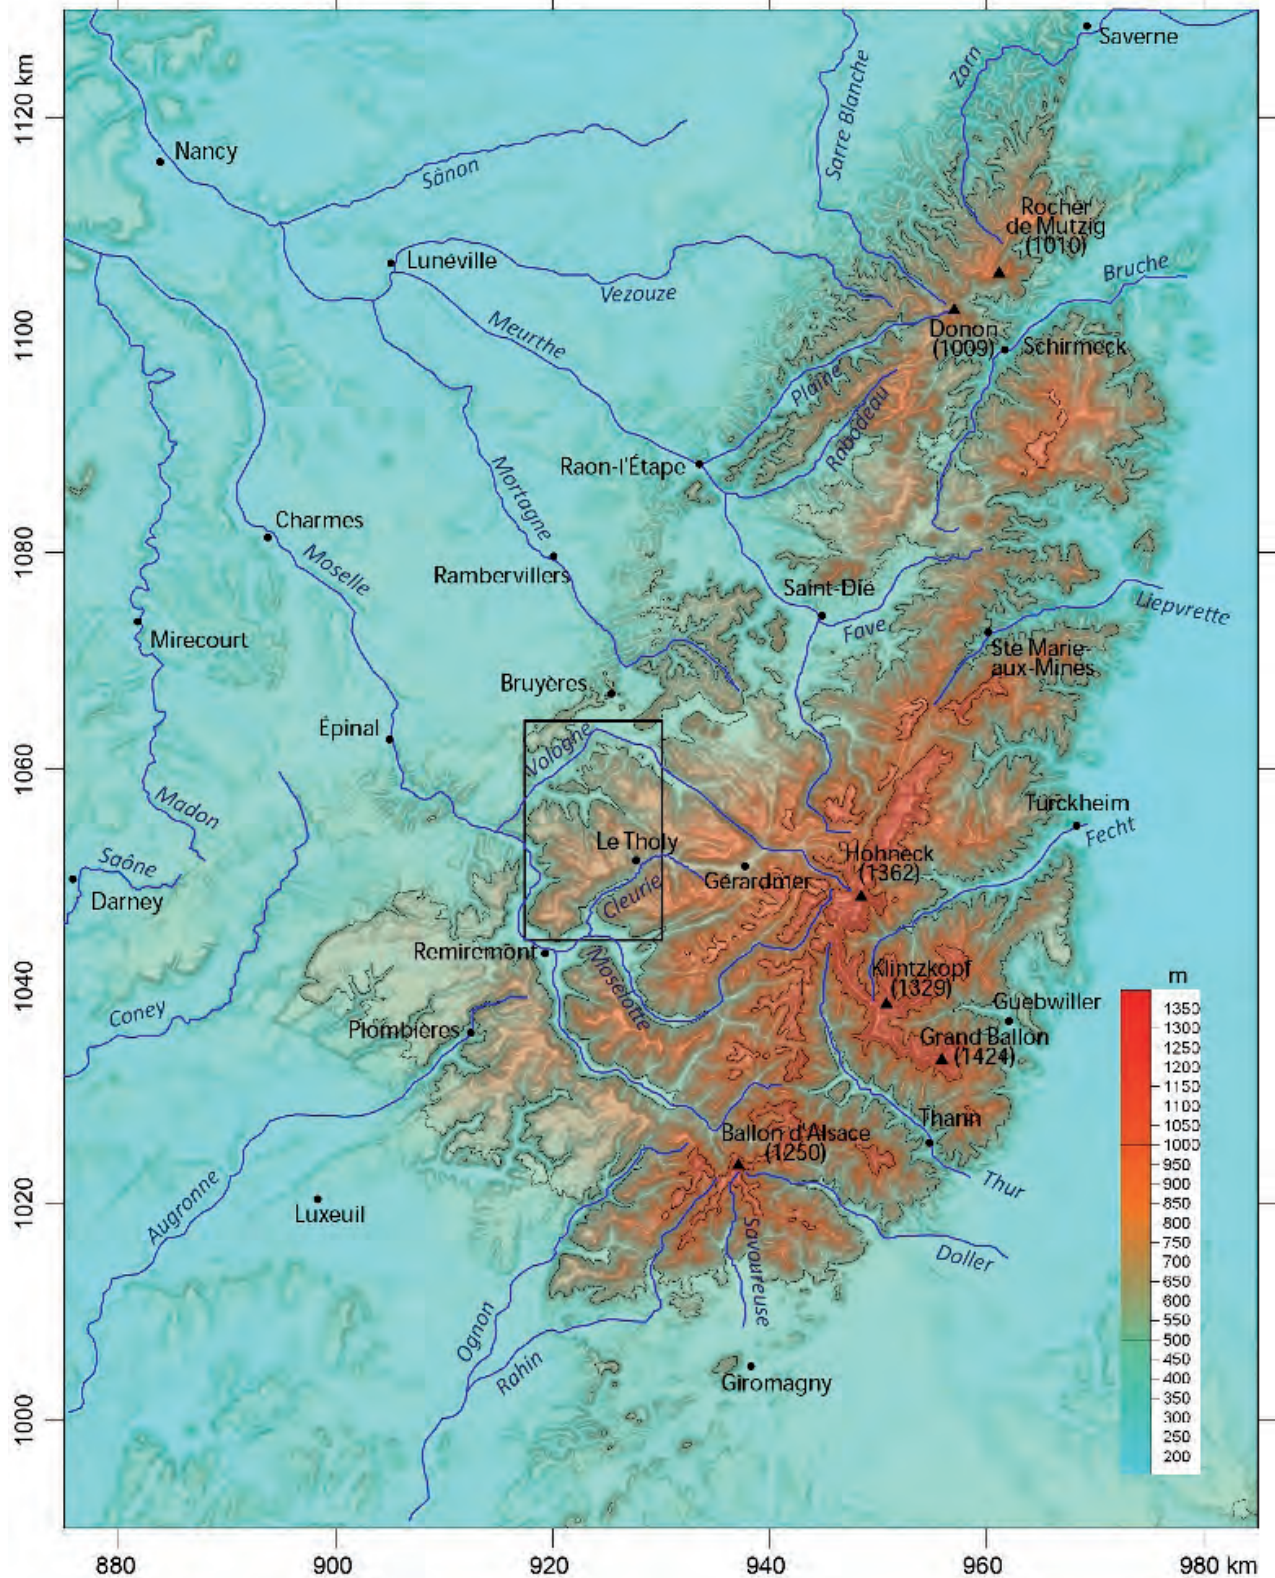 Saverne
Zorn
Sarre Blanche
1120 km
Nancy
Sânon
Rocher
de Mutzig
(1010)
Lunéville
Bruche
Vezouze
1100
Meurthe
Donon
(1009)
Schirmeck
Plaine
Rabodeau
Raon-l'Étape
Mortagne
Charmes
Moselle
1080
Rambervillers
Saint-Dié
Liepvrette
Fave
Mirecourt
Ste Marie-
aux-Mines
Bruyères
Épinal
Vologne
1060
Madon
Turckheim
Fecht
Le Tholy
Hohneck
(1362)
Saône
Gérardmer
Darney
Cleurie
Remiremont
Moselotte
Klintzkopf
(1329)
m
1040
Guebwiller
Coney
Plombières
Grand Ballon
(1424)
1350
1300
1250
1200
1150
1100
1050
1000
950
900
850
800
750
700
650
600
550
500
450
400
350
300
250
200
Thann
Ballon d'Alsace
(1250)
Thur
1020
Augronne
Luxeuil
Savoureuse
Doller
Ognon
Rahin
Giromagny
1000
880
900
920
940
960
980 km